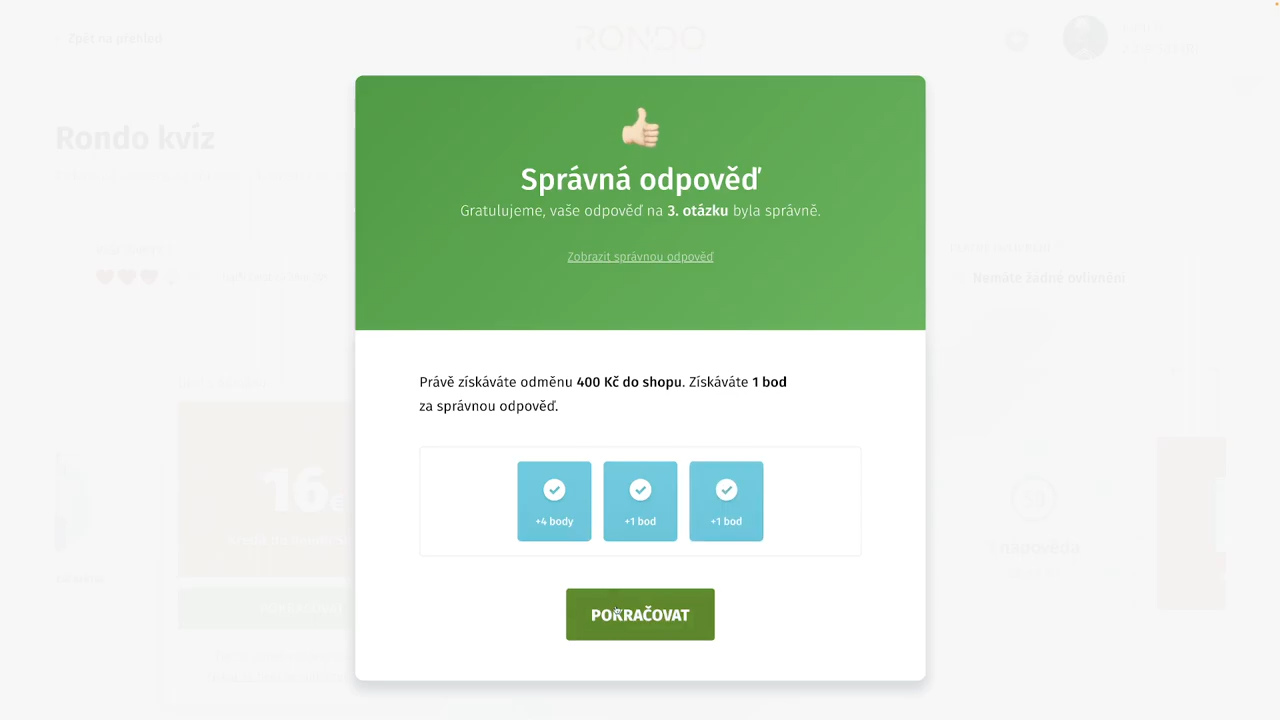 Zpět na přehled
RONDO
Rondo kvíz
Správná odpověď
Gratulujeme, vaše odpověď na 3. otázku byla správně.
Zobrazit správnou odpověď
Nemáte žádné ovlivnění
Právě získáváte odměnu 400 Kč do shopu. Získáváte 1 bod
za správnou odpověď.
16€
nápověda
+4 body
+1 bod
+1 bod
POKRAČOVAT